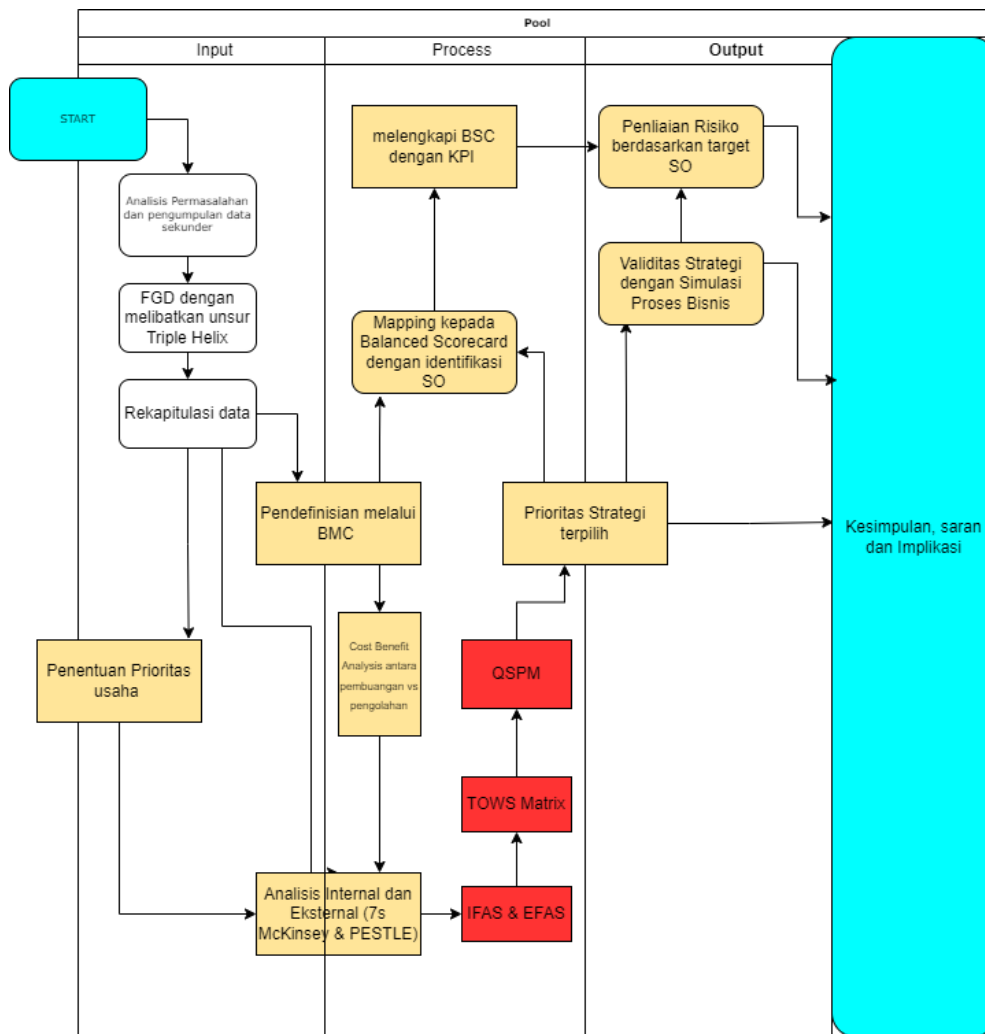 Pool
Input
Process
Output
START
Analisis Permasalahan
dan pengumpulan data
sekunder
FGD dengan
melibatkan unsur
Triple Helix
Rekapitulasi data
Penentuan Prioritas
usaha
melengkapi BSC
dengan KPI
Mapping kepada
Balanced Scorecard
dengan identifikasi
SO
Pendefinisian melalui
BMC
Cost Benefit
Analysis antara
pembuangan vs
pengolahan
Analisis Internal dan
Eksternal (7s
McKinsey & PESTLE)
IFAS & EFAS
TOWS Matrix
QSPM
Prioritas Strategi
terpilih
Penliaian Risiko
berdasarkan target
SO
Validitas Strategi
dengan Simulasi
Proses Bisnis
Kesimpulan, saran
dan Implikasi